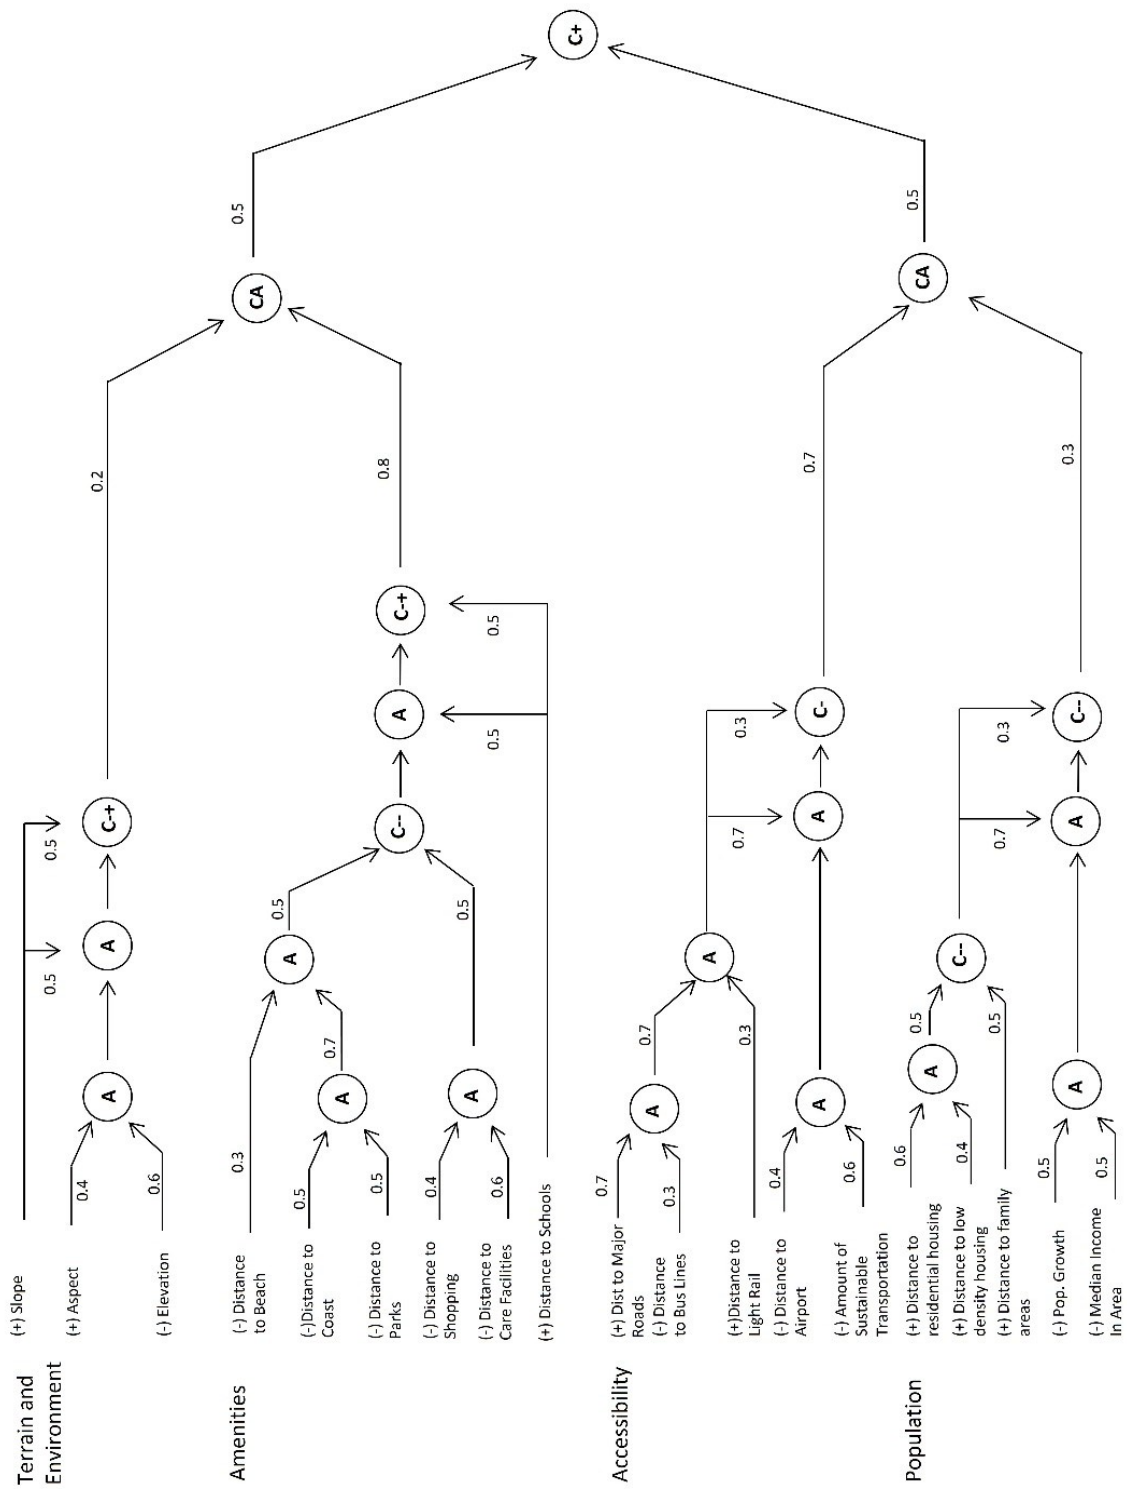 Terrain and
Environment
(+) Slope
(+) Aspect
(-) Elevation
0.4
0.6
A
0.5
A
0.5
C-+
0.2
Amenities
(-) Distance
to Beach
(-)Distance to
Coast
(-) Distance to
Parks
(-) Distance to
Shopping
(-) Distance to
Care Facilities
(+) Distance to Schools
0.3
0.5
0.5
0.4
0.6
A
A
0.7
A
0.5
0.5
C--
A
0.5
C-+
0.5
0.8
CA
0.5
Accessibility
(+) Dist to Major
Roads
(-) Distance
to Bus Lines
(+)Distance to
Light Rail
(-) Distance to
Airport
(-) Amount of
Sustainable
Transportation
0.7
0.3
0.4
0.6
A
A
0.7
0.3
A
0.7
A
0.3
C-
0.7
Population
(+) Distance to
residential housing
(+) Distance to low
density housing
(+) Distance to family
areas
(-) Pop. Growth
(-) Median Income
In Area
0.6
0.4
0.5
0.5
A
A
0.5
0.5
C--
0.7
A
0.3
C--
0.3
CA
0.5
C+